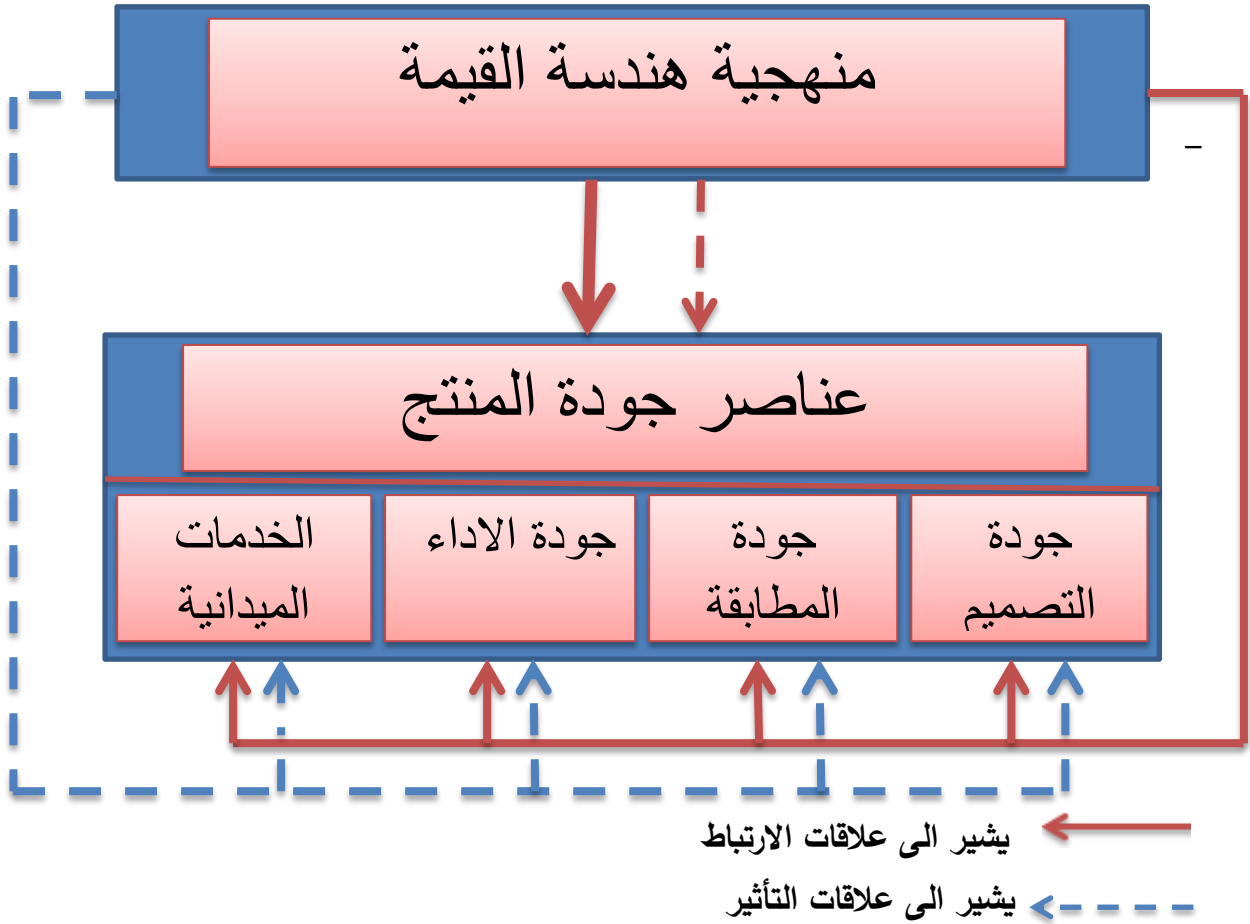 منهجية هندسة القيمة
–
عناصر جودة المنتج
جودة
التصميم
جودة
المطابقة
جودة الاداء
الخدمات
الميدانية
يشير الى علاقات الارتباط
يشير الى علاقات التأثير